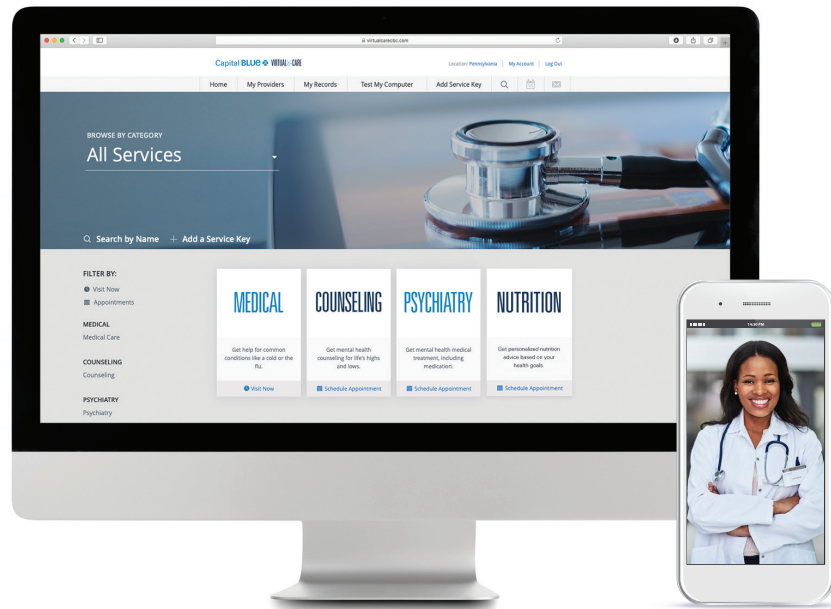 virtualcarecbc.com
Capital BLUE VIRTUAL CARE
Location: Pennsylvania | My Account | Log Out
Home My Providers My Records Test My Computer Add Service Key
BROWSE BY CATEGORY
All Services
Search by Name + Add a Service Key
FILTER BY:
Visit Now
Appointments
MEDICAL
Medical Care
COUNSELING
Counseling
PSYCHIATRY
Psychiatry
MEDICAL
Get help for common
conditions like a cold or the
flu.
Visit Now
COUNSELING
Get mental health
counseling for life's highs
and lows.
Schedule Appointment
PSYCHIATRY
Get mental health medical
treatment, including
medication.
Schedule Appointment
NUTRITION
Get personalized nutrition
advice based on your
health goals.
Schedule Appointment